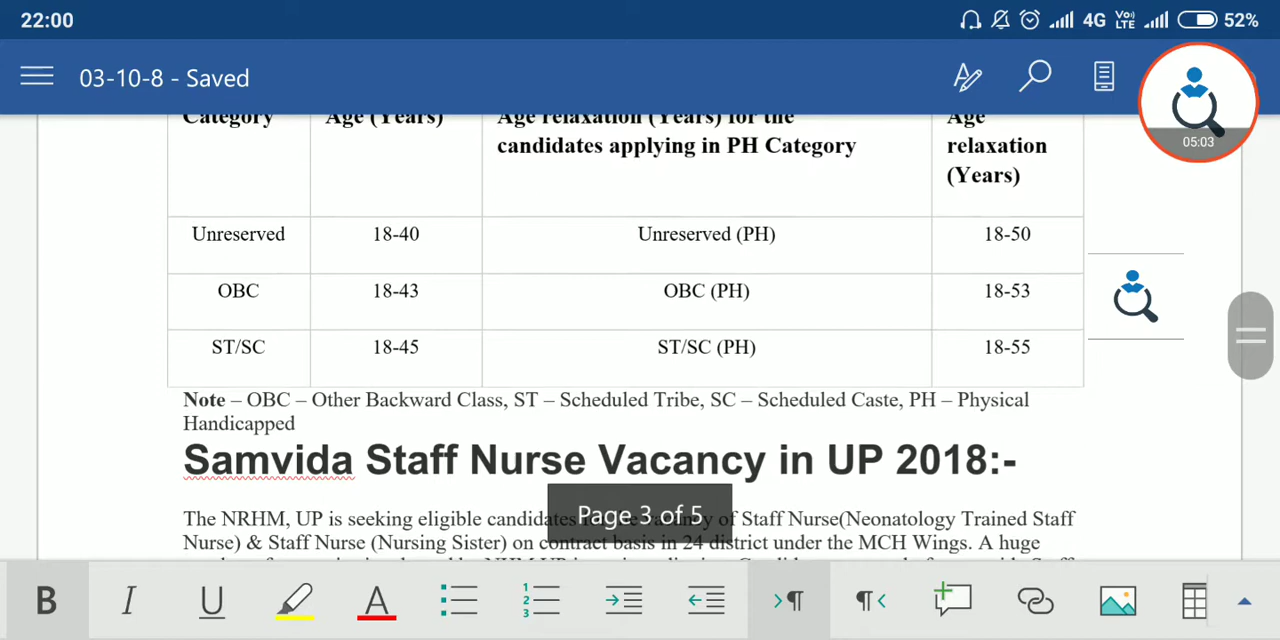 22:00
4G
Vo)) LTE
52%
03-10-8 - Saved
05:03
Category Age (Years) Age relaxation (Years) for the candidates applying in PH Category Age relaxation (Years)
Unreserved 18-40 Unreserved (PH) 18-50
OBC 18-43 OBC (PH) 18-53
ST/SC 18-45 ST/SC (PH) 18-55
Note – OBC – Other Backward Class, ST – Scheduled Tribe, SC – Scheduled Caste, PH – Physical
Handicapped
Samvida Staff Nurse Vacancy in UP 2018:-
Page 3 of 5
The NRHM, UP is seeking eligible candidates of Staff Nurse(Neonatology Trained Staff
Nurse) & Staff Nurse (Nursing Sister) on contract basis in 24 district under the MCH Wings. A huge
B I U A